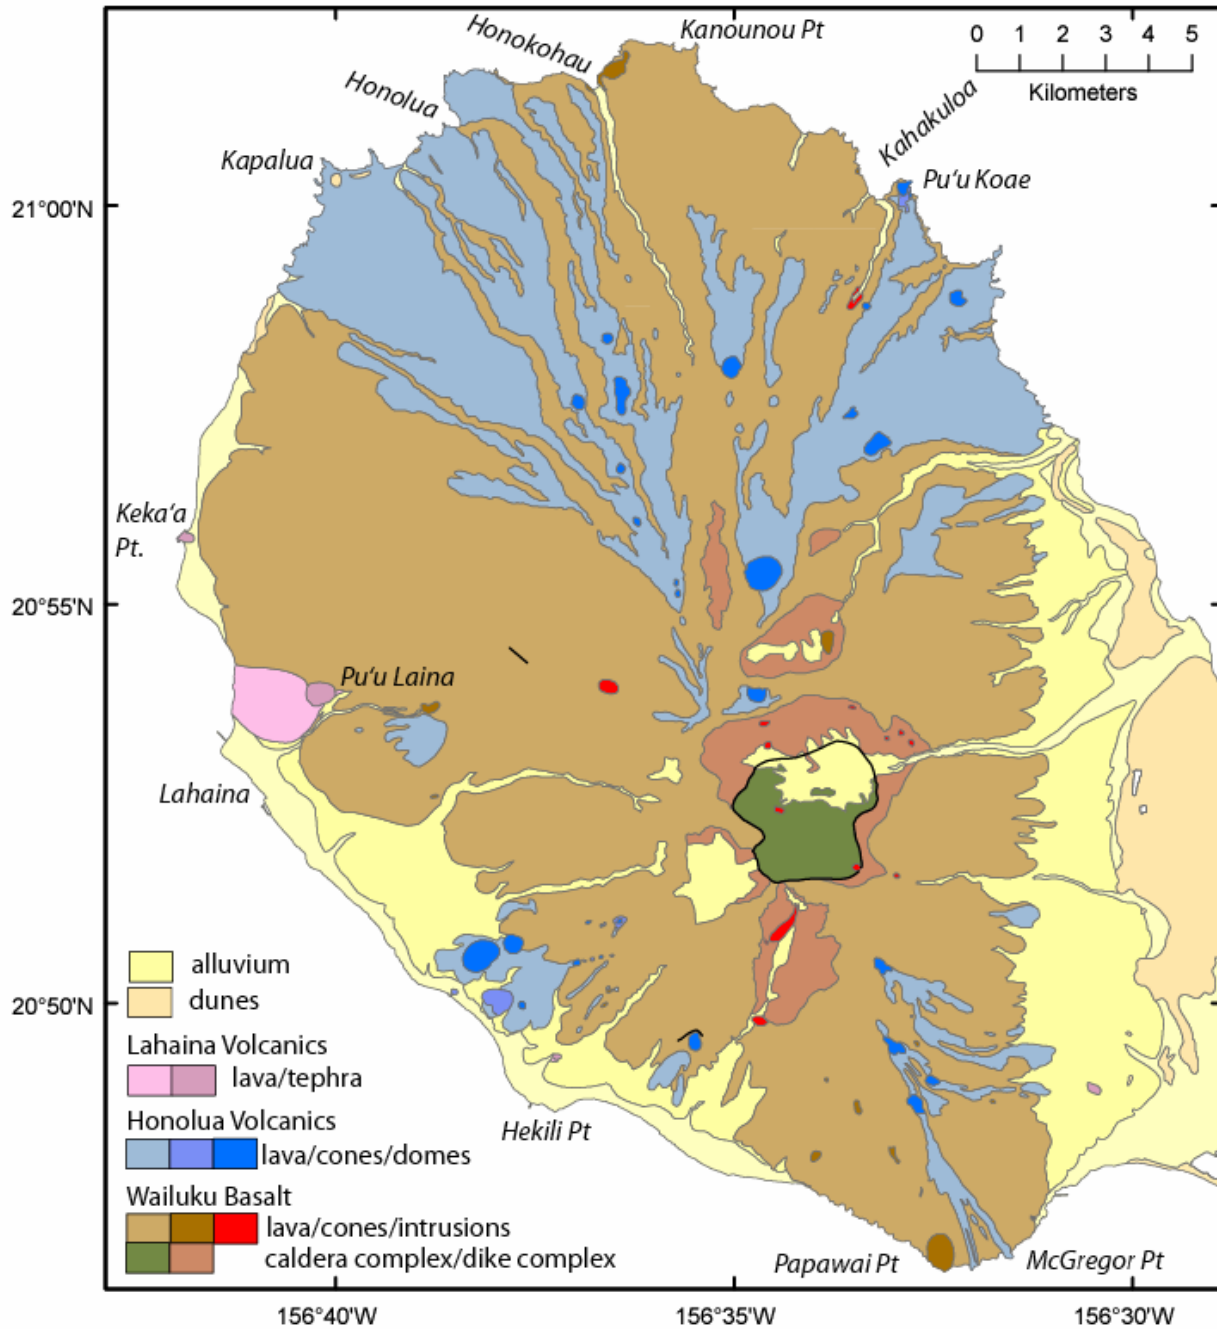 Kanounou Pt
Honokohau
0 1 2 3 4 5
Kilometers
Honolua
Kahakuloa
Kapalua
Pu‘u Koae
21°00'N
Keka‘a
Pt.
20°55'N
Pu‘u Laina
Lahaina
alluvium
dunes
20°50'N
Lahaina Volcanics
lava/tephra
Honolua Volcanics
lava/cones/domes
Hekili Pt
Wailuku Basalt
lava/cones/intrusions
caldera complex/dike complex
Papawai Pt
McGregor Pt
156°40'W
156°35'W
156°30'W